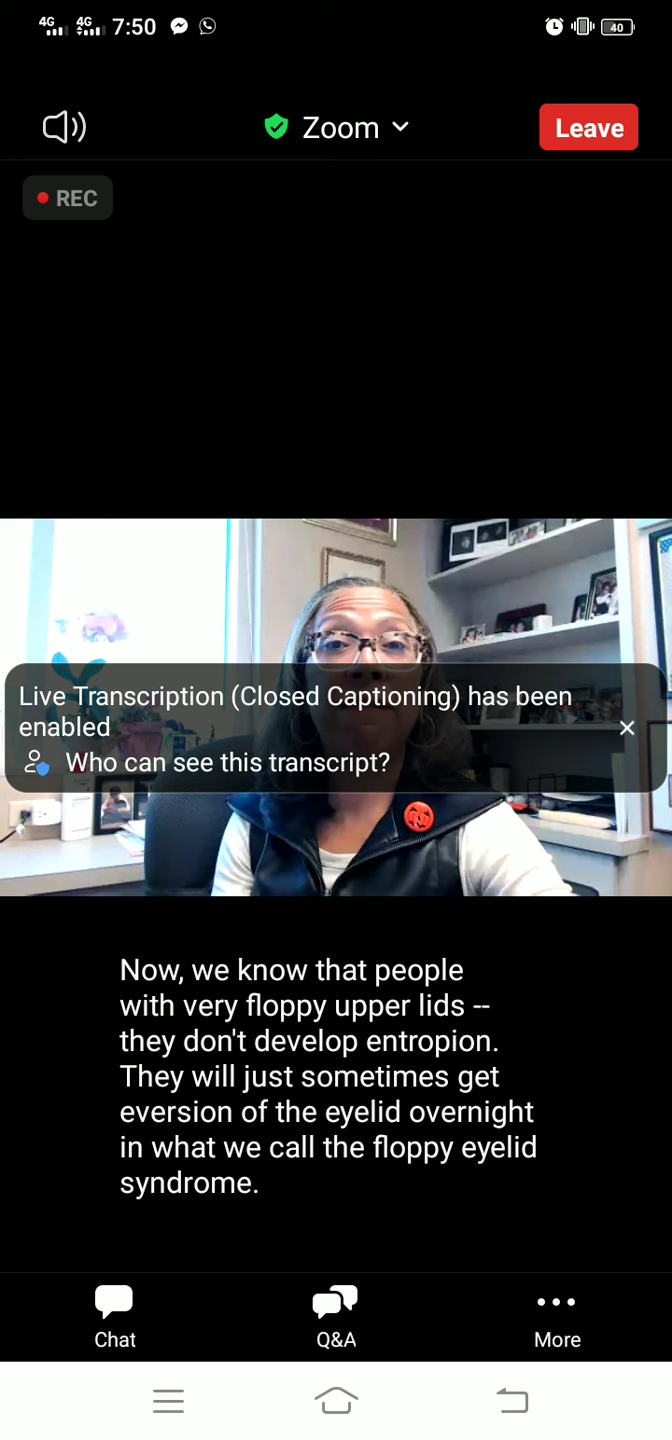 4G 4G 7:50 40
Zoom Leave
REC
Live Transcription (Closed Captioning) has been
enabled
Who can see this transcript?
Now, we know that people
with very floppy upper lids --
they don't develop entropion.
They will just sometimes get
eversion of the eyelid overnight
in what we call the floppy eyelid
syndrome.
Chat Q&A More